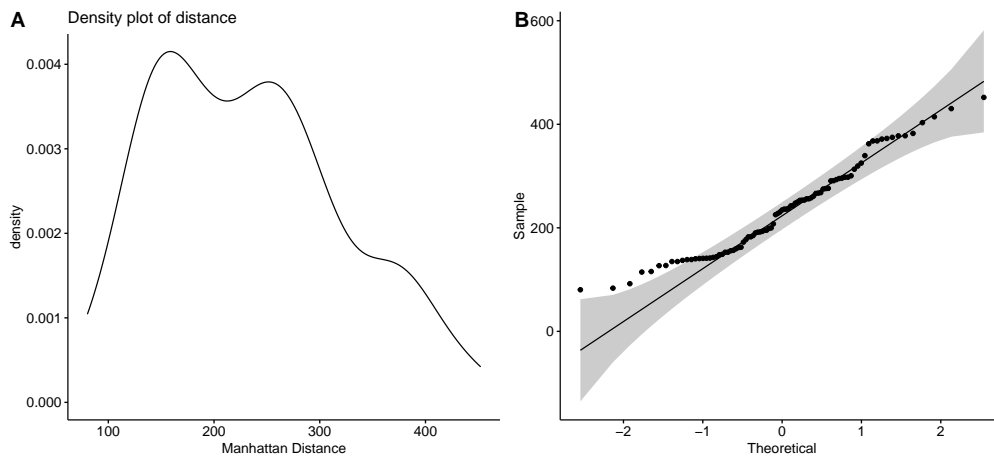 A
Density plot of distance
0.004
0.003
0.002
0.001
0.000
density
100
200
300
400
Manhattan Distance
B
600
400
200
0
Sample
−2
−1
0
1
2
Theoretical